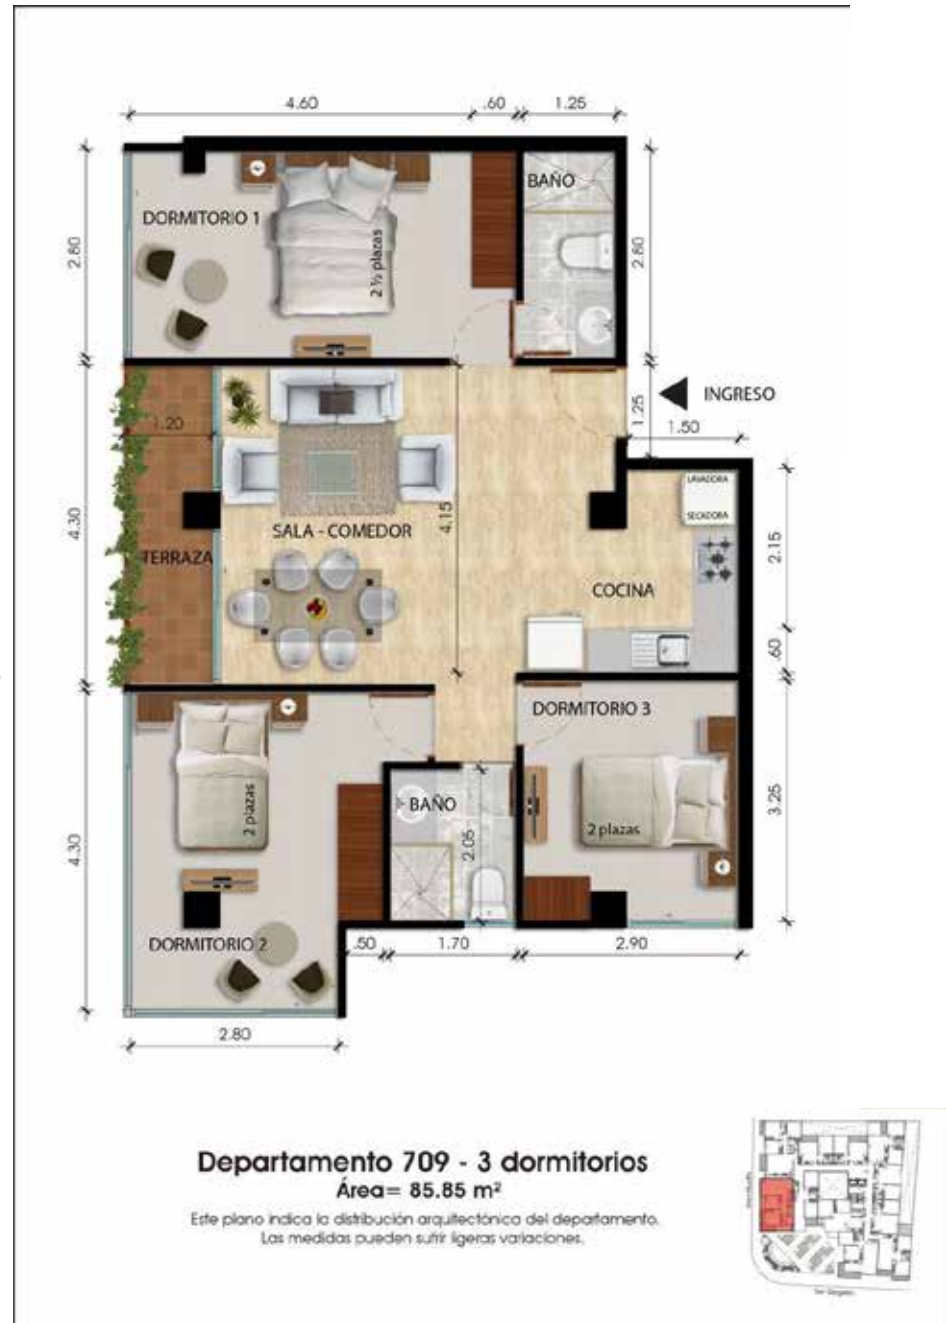 4.60
.60
1.25
BAÑO
DORMITORIO 1
2.80
2 ½ plazas
2.80
INGRESO
1.25
1.50
1.20
LAVADORA
SECADORA
4.30
4.15
SALA - COMEDOR
TERRAZA
2.15
COCINA
.60
DORMITORIO 3
2 plazas
BAÑO
2.05
2 plazas
3.25
4.30
DORMITORIO 2
.50
1.70
2.90
2.80
Departamento 709 - 3 dormitorios
Área= 85.85 m²
Este plano indica la distribución arquitectónica del departamento.
Las medidas pueden sufrir ligeras variaciones.